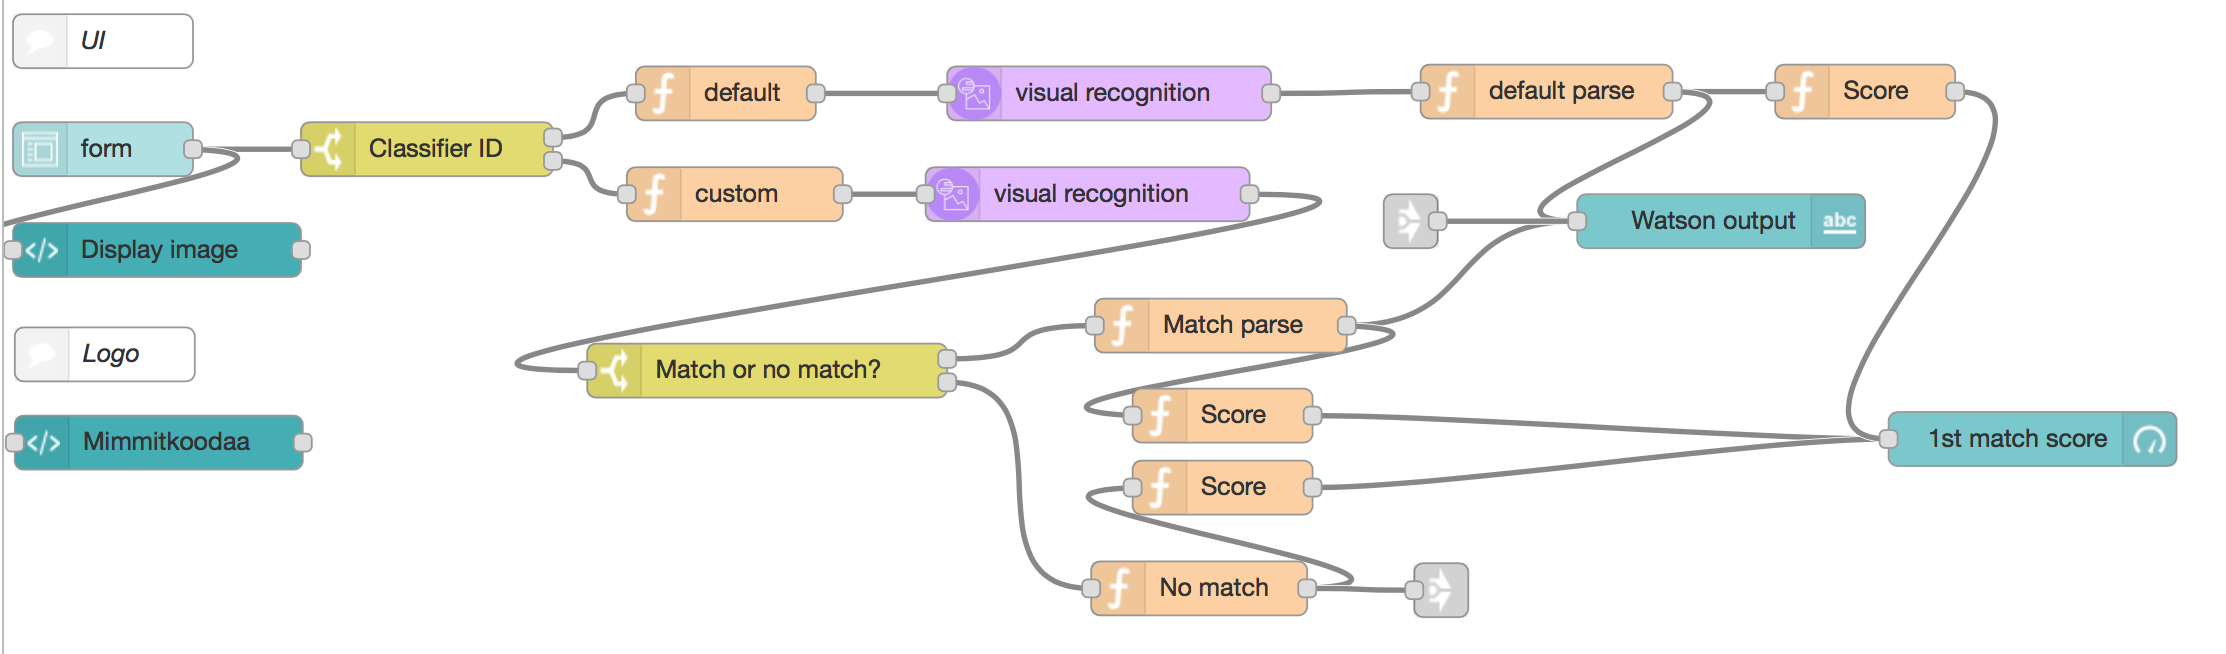 UI
default
visual recognition
default parse
Score
form
Classifier ID
custom
visual recognition
Watson output
abc
</> Display image
Match parse
Logo
Match or no match?
Score
</> Mimmitkoodaa
1st match score
Score
No match